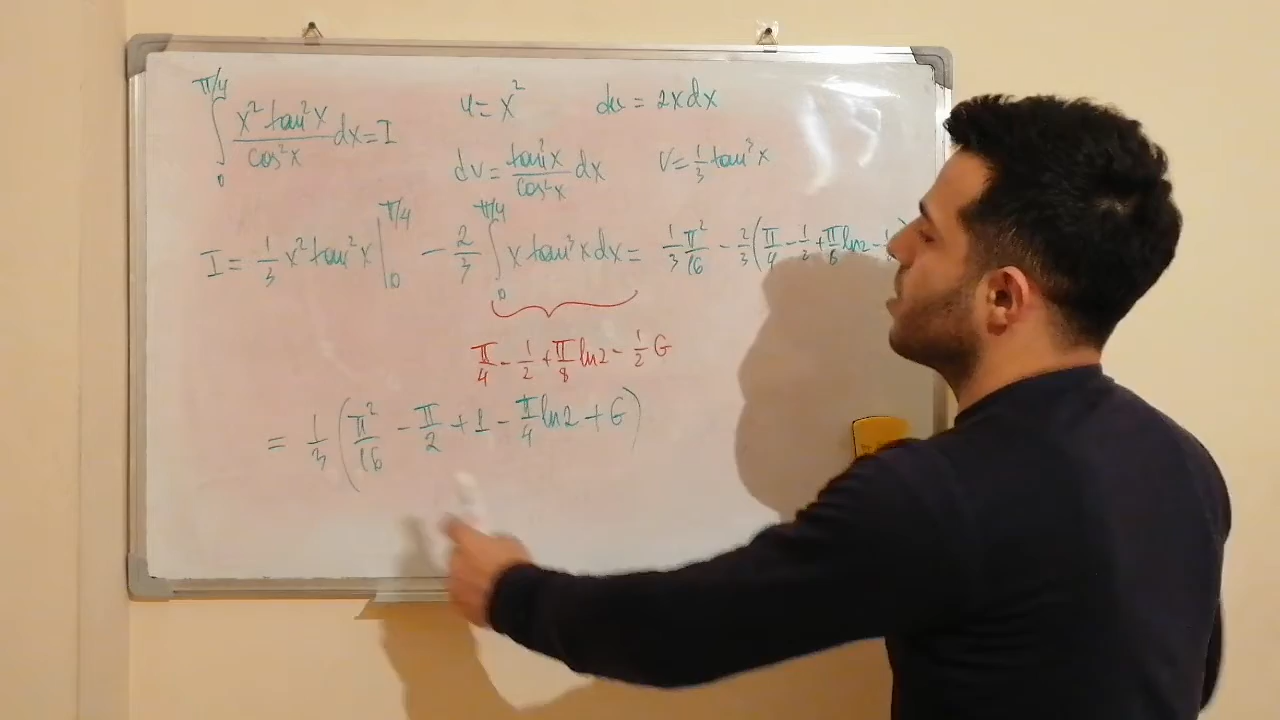 ∫₀^{π/4} x² tan²x / cos²x dx = I    u = x²    du = 2x dx
dv = tan²x / cos²x dx    v = 1/3 tan³x
I = 1/3 x² tan³x |₀^{π/4} - 2/3 ∫₀^{π/4} x tan³x dx = 1/3 π²/16 - 2/3 (π/4 - 1/2 + π/8 ln2 - )
π/4 - 1/2 + π/8 ln2 - 1/2 G
= 1/3 (π²/16 - π/2 + 1 - π/4 ln2 + G)